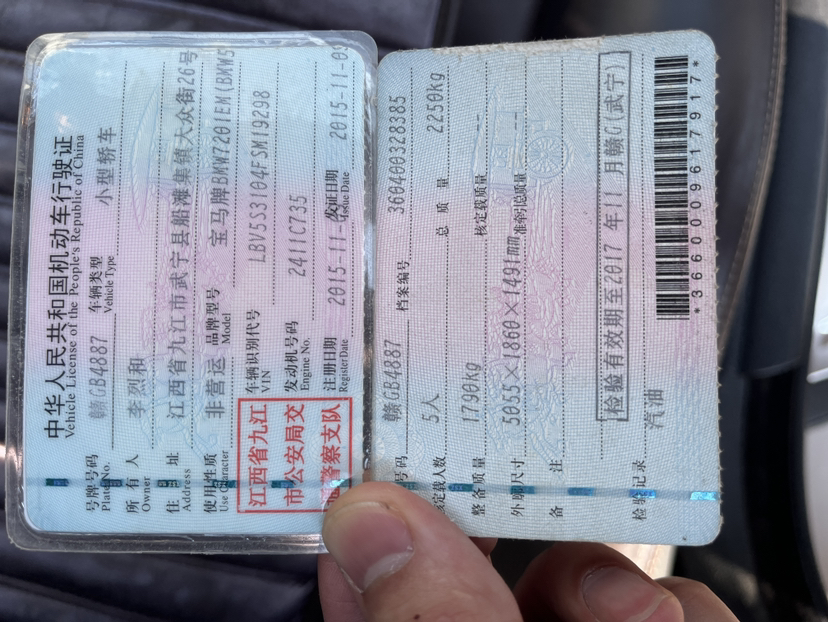 中华人民共和国机动车行驶证
Vehicle License of the People's Republic of China
号牌号码 赣GB4887 车辆类型 小型轿车
Plate No. Vehicle Type
所有人 李烈和
Owner
住址 江西省九江市武宁县船滩集镇大众街26号
Address
使用性质 非营运 品牌型号 宝马牌BMW7201EM(BMW5
Use Character Model
江西省九江
市公安局交
警察支队
车辆识别代号 LBV5S3104FSM19298
VIN
发动机号码 2411C735
Engine No.
注册日期 2015-11- 发证日期 2015-11-09
Register Date Issue Date
号码 赣GB4887 档案编号 360400328385
定载人数 5人 总质量 2250kg
整备质量 1790kg 核定载质量 --
外廓尺寸 5055×1860×1491mm 准牵引总质量 --
备注
检验有效期至2017年11月赣G(武宁)
检验记录
汽油
*3660009617917*